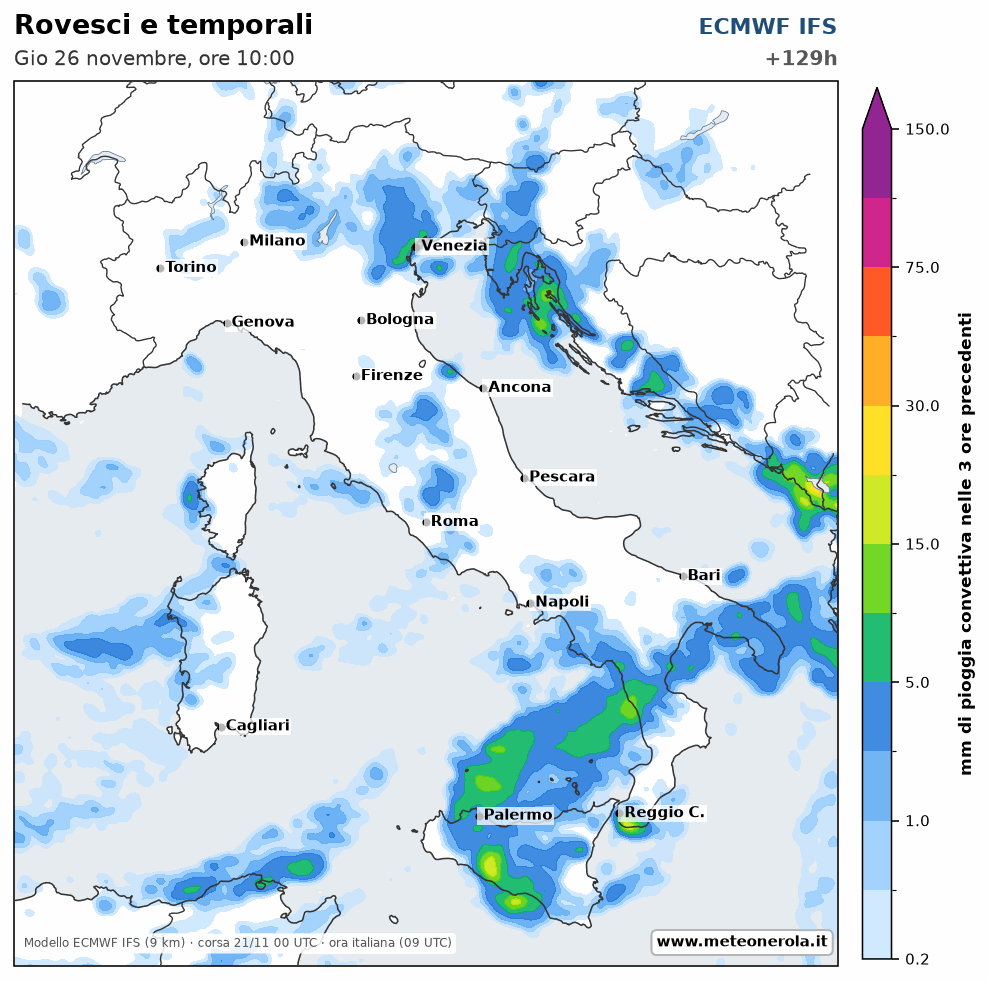 Rovesci e temporali
ECMWF IFS
Gio 26 novembre, ore 10:00
+129h
150.0
75.0
30.0
15.0
5.0
1.0
0.2
mm di pioggia convettiva nelle 3 ore precedenti
Milano
Venezia
Torino
Genova
Bologna
Firenze
Ancona
Pescara
Roma
Bari
Napoli
Cagliari
Palermo
Reggio C.
Modello ECMWF IFS (9 km) · corsa 21/11 00 UTC · ora italiana (09 UTC)
www.meteonerola.it